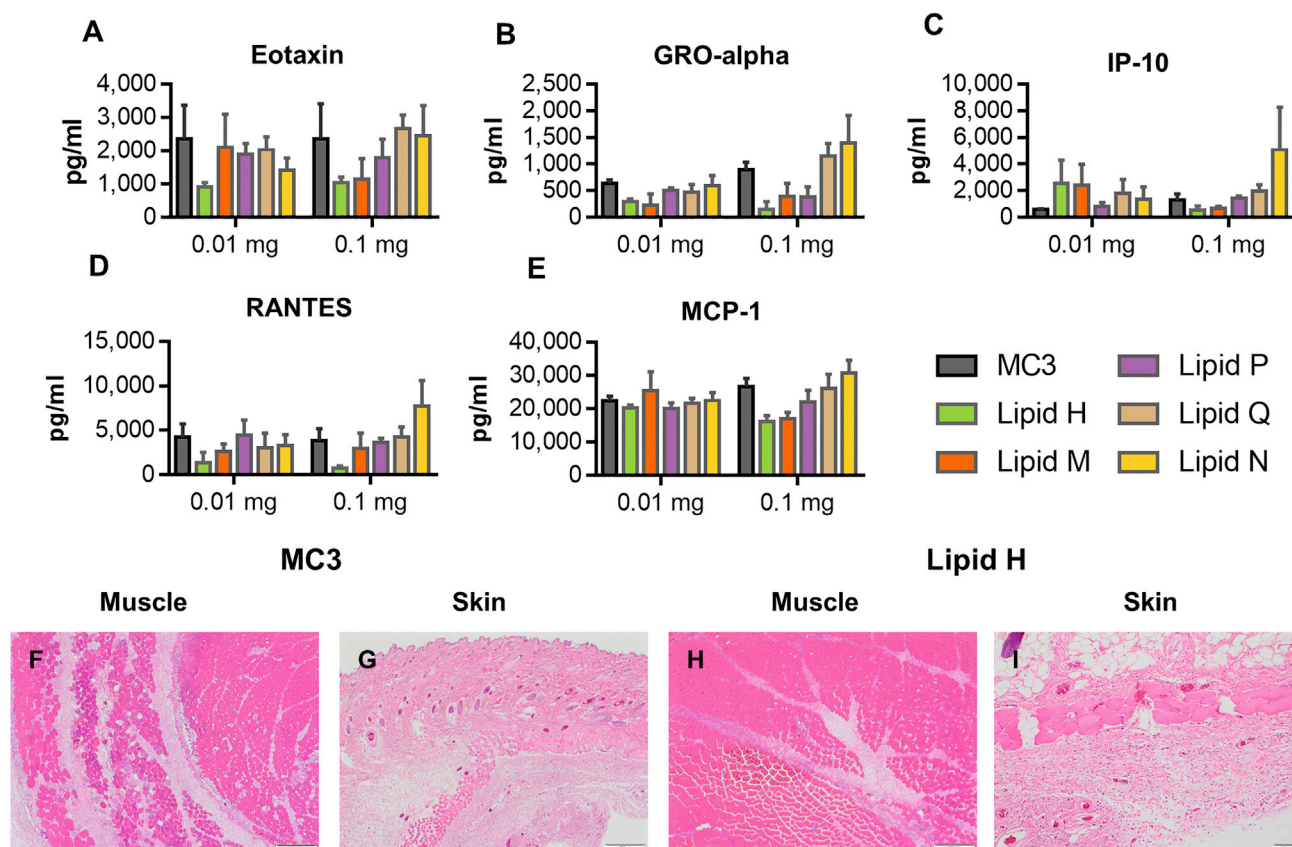 A
Eotaxin
4,000
3,000
2,000
1,000
0
pg/ml
0.01 mg
0.1 mg
B
GRO-alpha
2,500
2,000
1,500
1,000
500
0
pg/ml
0.01 mg
0.1 mg
C
IP-10
10,000
8,000
6,000
4,000
2,000
0
pg/ml
0.01 mg
0.1 mg
D
RANTES
15,000
10,000
5,000
0
pg/ml
0.01 mg
0.1 mg
E
MCP-1
40,000
30,000
20,000
10,000
0
pg/ml
0.01 mg
0.1 mg
MC3
Lipid H
Lipid M
Lipid P
Lipid Q
Lipid N
MC3
Muscle
Skin
Lipid H
Muscle
Skin
F
G
H
I